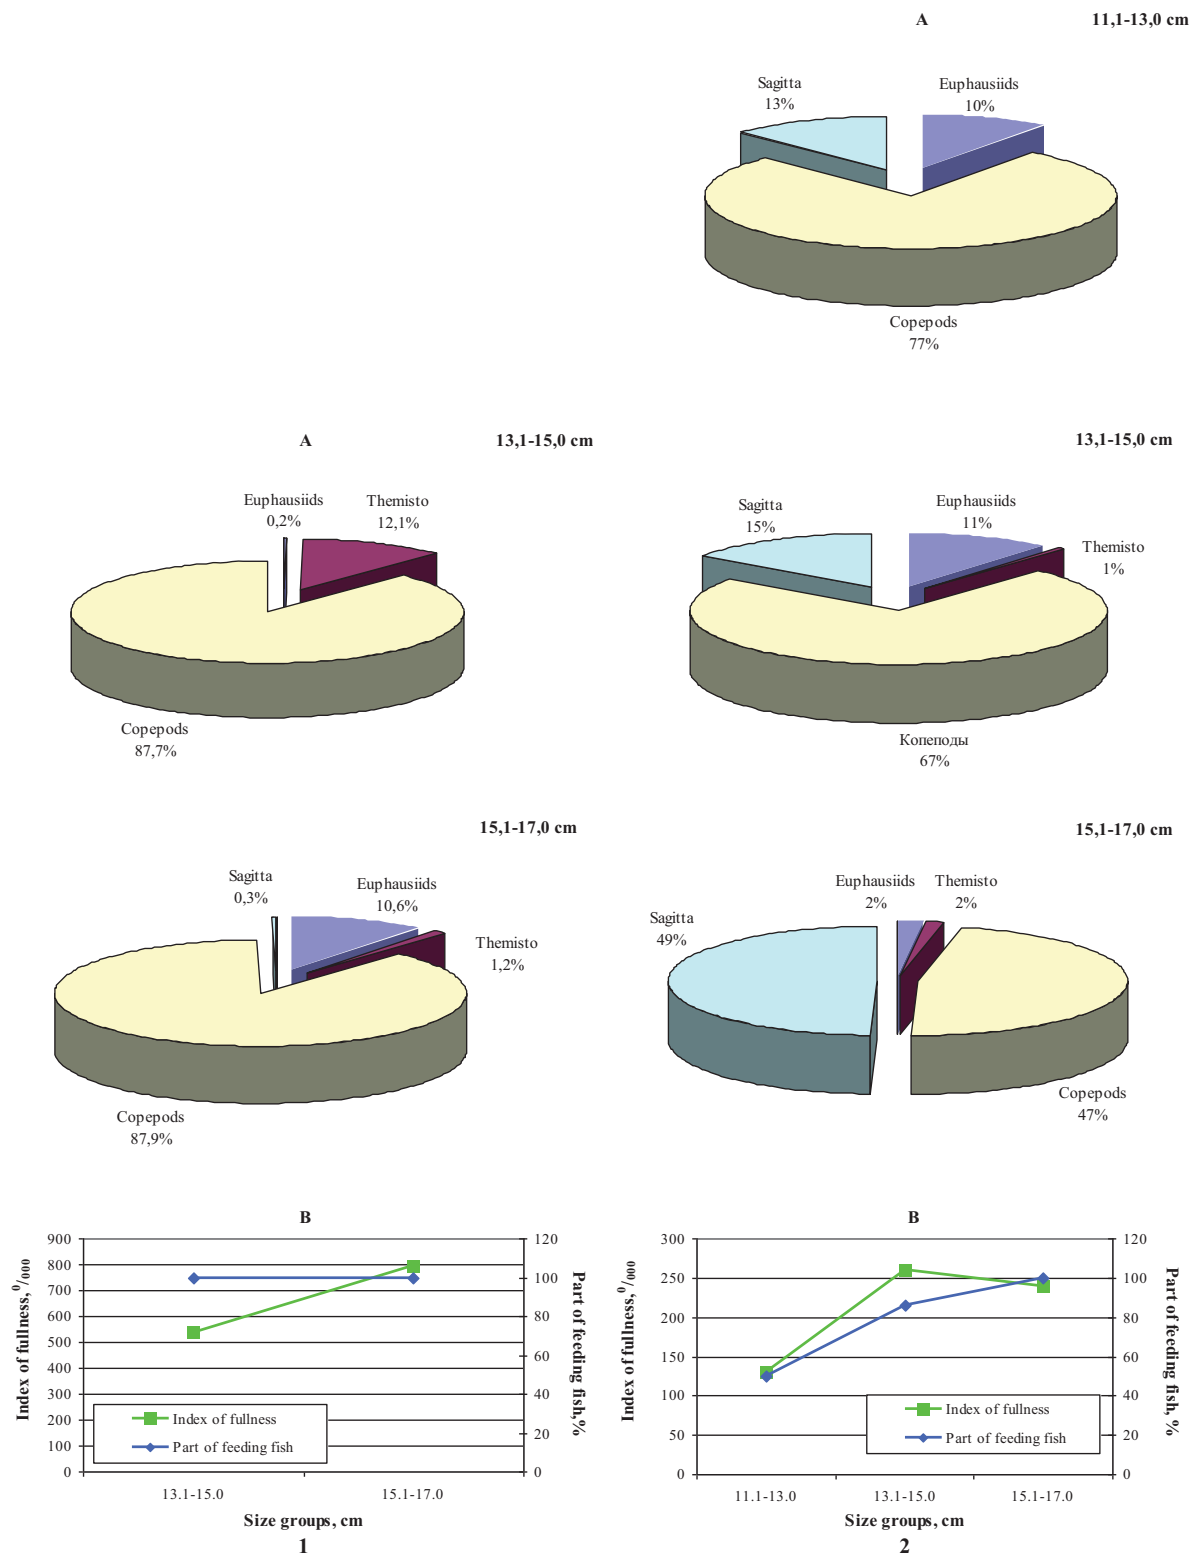 A
11,1-13,0 cm
Sagitta
13%
Euphausiids
10%
Copepods
77%
A
13,1-15,0 cm
Euphausiids
0,2%
Themisto
12,1%
Copepods
87,7%
13,1-15,0 cm
Sagitta
15%
Euphausiids
11%
Themisto
1%
Копеподы
67%
15,1-17,0 cm
Sagitta
0,3%
Euphausiids
10,6%
Themisto
1,2%
Copepods
87,9%
15,1-17,0 cm
Sagitta
49%
Euphausiids
2%
Themisto
2%
Copepods
47%
B
Index of fullness, ⁰/₀₀₀
900
800
700
600
500
400
300
200
100
0
120
100
80
60
40
20
0
Part of feeding
fish,%
Index of fullness
Part of feeding fish
13.1-15.0
15.1-17.0
Size groups, cm
1
B
Index of fullness, ⁰/₀₀₀
300
250
200
150
100
50
0
120
100
80
60
40
20
0
Part of feeding
fish, %
Index of fullness
Part of feeding fish
11.1-13.0
13.1-15.0
15.1-17.0
Size groups, cm
2